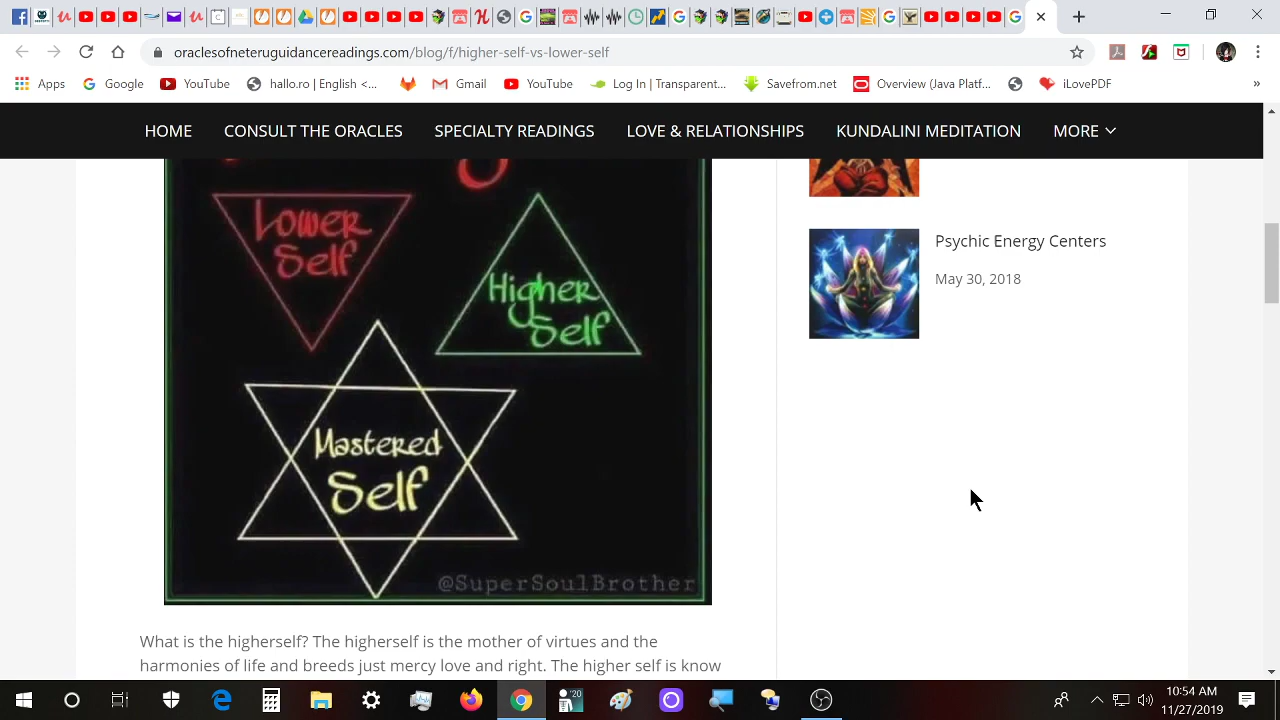 oraclesofneteruguidancereadings.com/blog/f/higher-self-vs-lower-self
Apps
Google
YouTube
hallo.ro | English <...
Gmail
YouTube
Log In | Transparent...
Savefrom.net
Overview (Java Platf...
iLovePDF
»
HOME
CONSULT THE ORACLES
SPECIALTY READINGS
LOVE & RELATIONSHIPS
KUNDALINI MEDITATION
MORE
Lower
Self
Higher
Self
Mastered
Self
@SuperSoulBrother
Psychic Energy Centers
May 30, 2018
What is the higherself? The higherself is the mother of virtues and the
harmonies of life and breeds just mercy love and right. The higher self is know
10:54 AM
11/27/2019